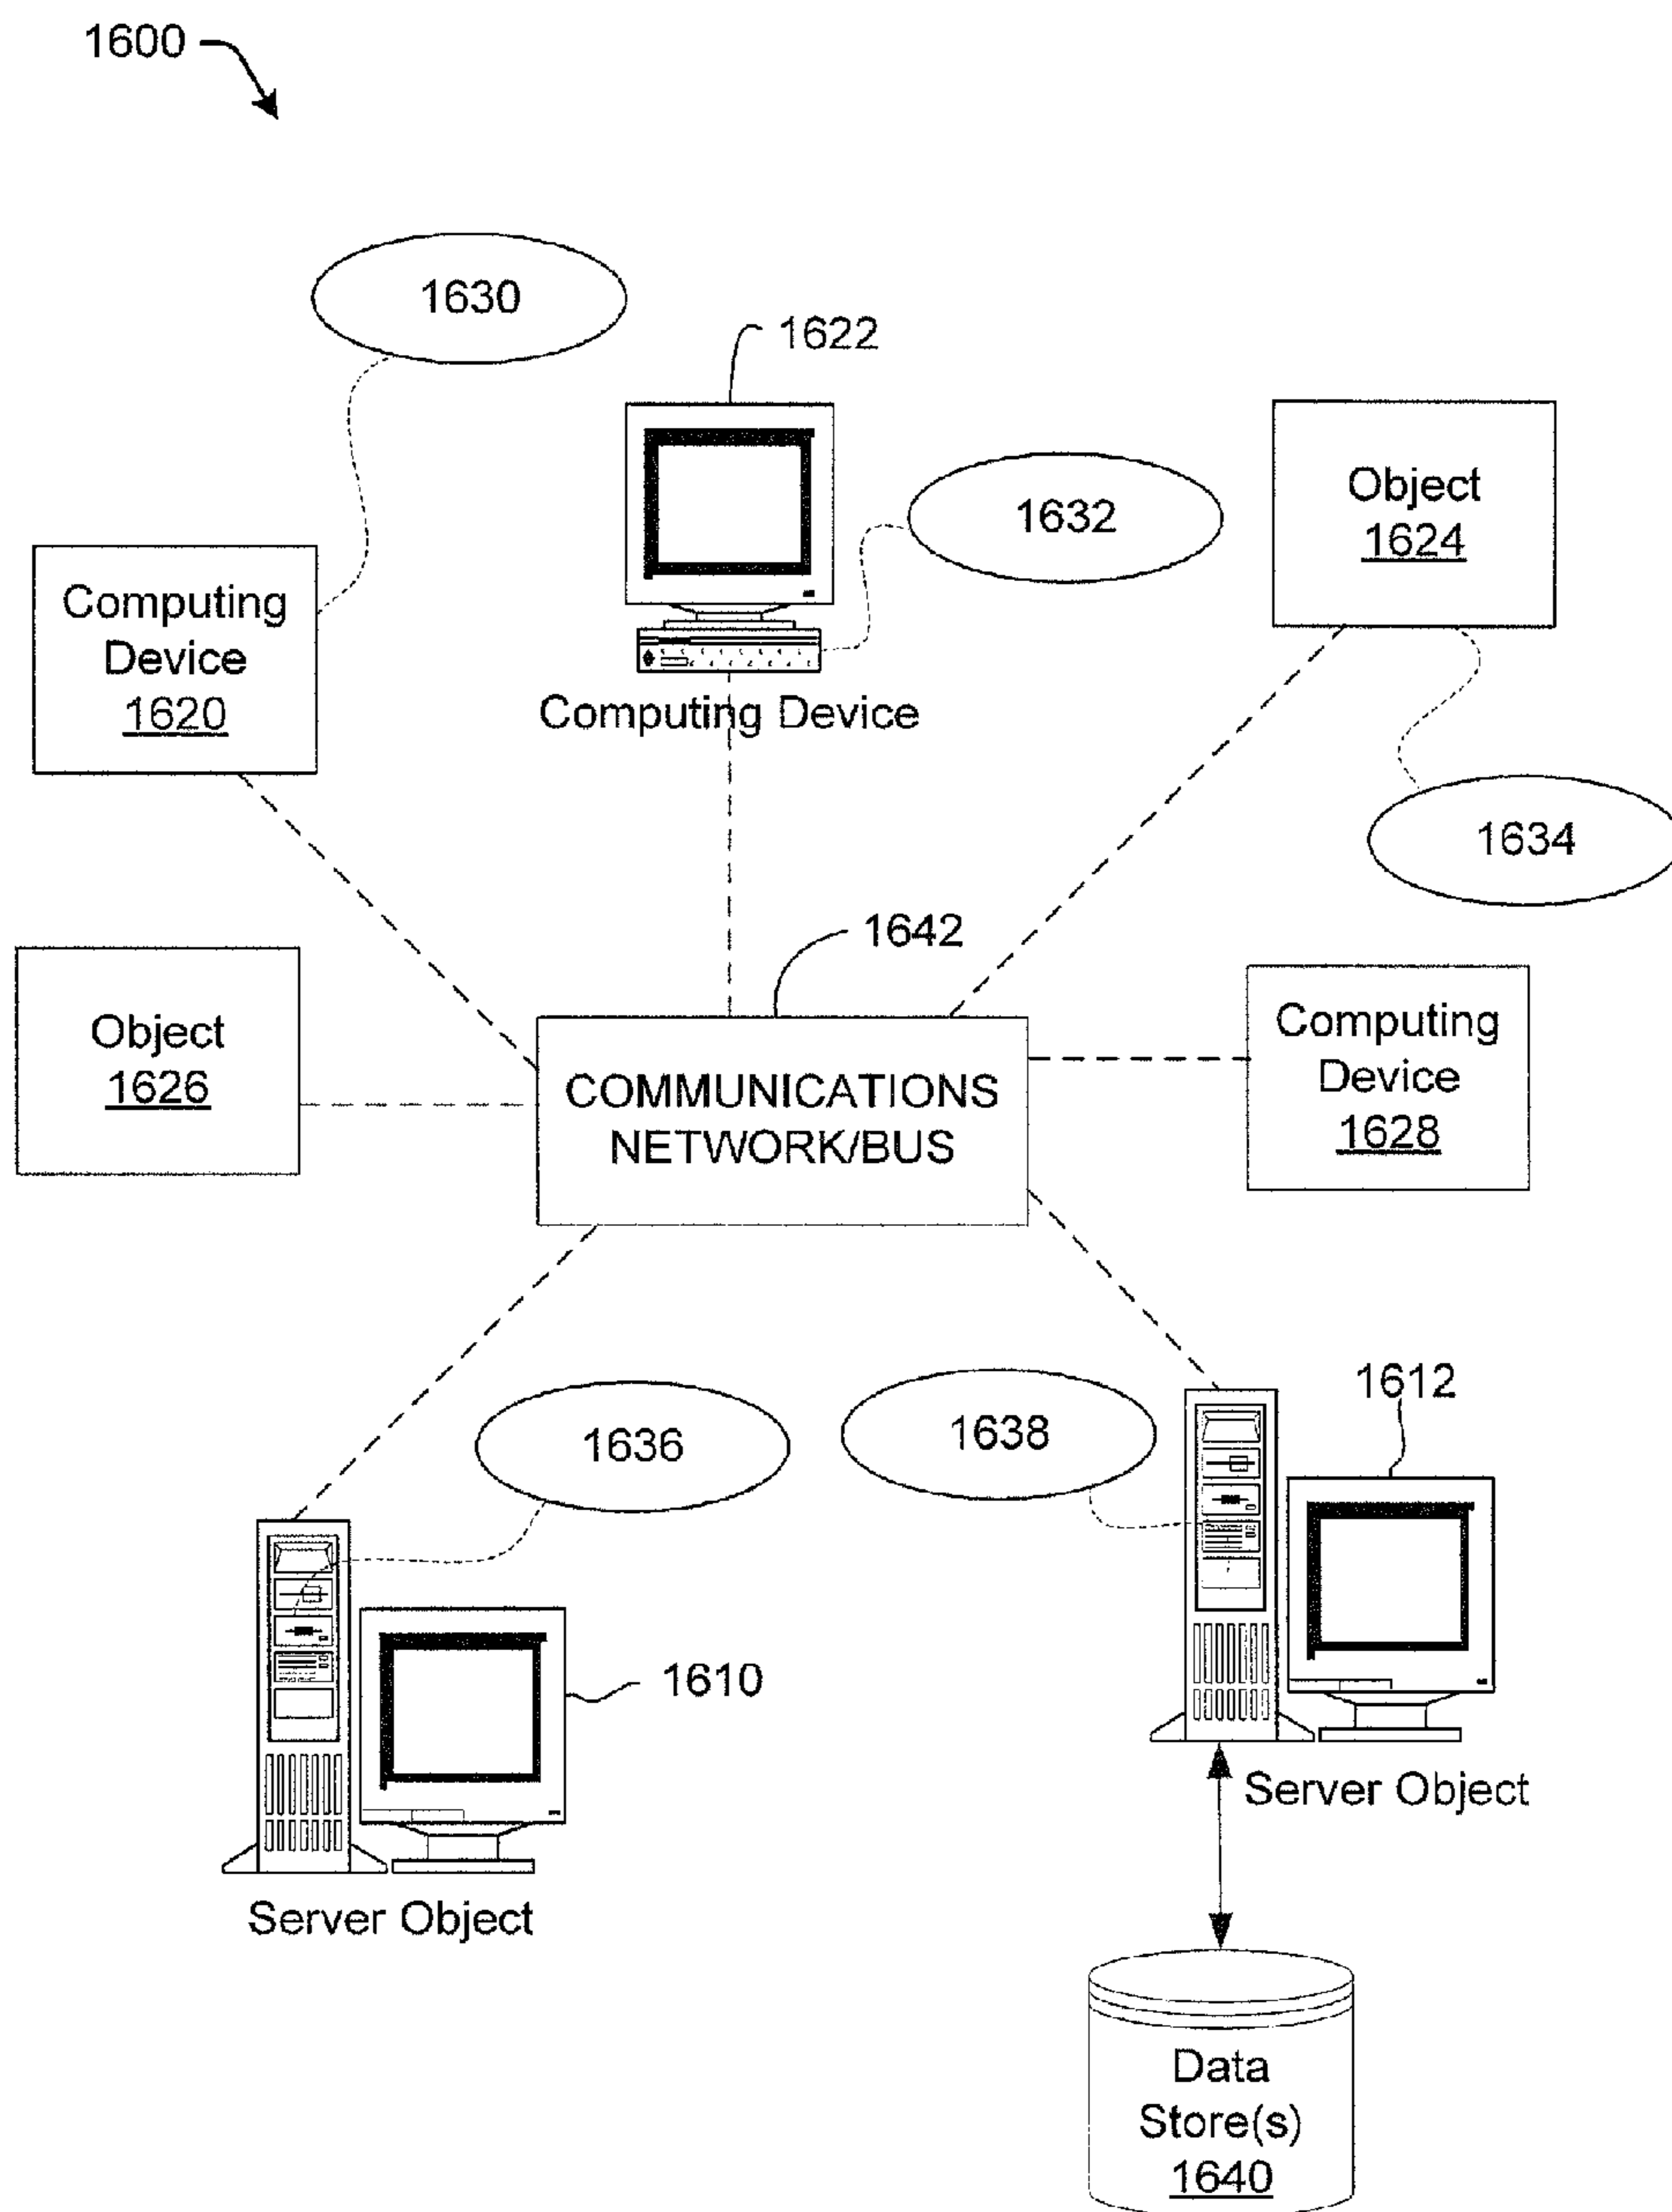 1600
1630
1622
1632
Object
1624
Computing
Device
1620
Computing Device
1634
1642
Object
1626
COMMUNICATIONS
NETWORK/BUS
Computing
Device
1628
1636
1638
1612
1610
Server Object
Server Object
Data
Store(s)
1640